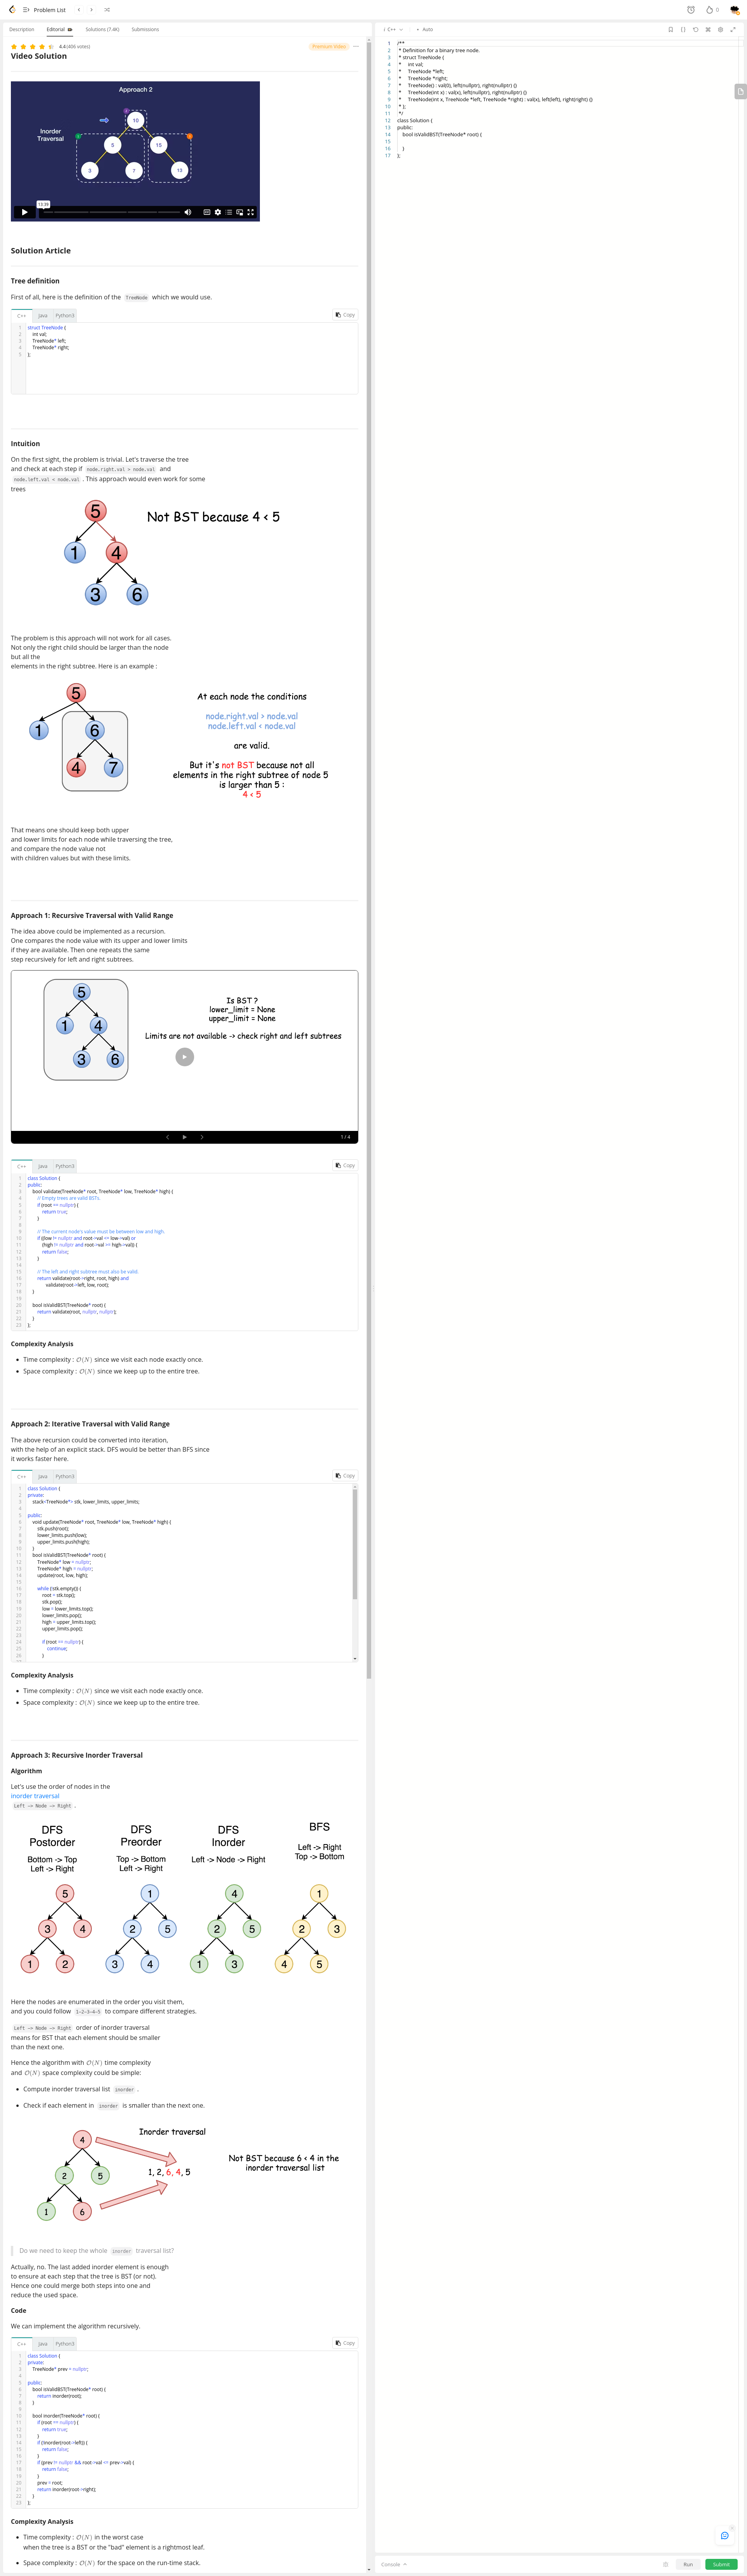 Problem List
0
Description
Editorial
Solutions (7.4K)
Submissions
4.4 (406 votes)
Premium Video
Video Solution
Approach 2
Inorder
Traversal
10
5
15
3
7
13
Solution Article
Tree definition
First of all, here is the definition of the TreeNode which we would use.
C++ Java Python3
Copy
1 struct TreeNode {
2 int val;
3 TreeNode* left;
4 TreeNode* right;
5 };
Intuition
On the first sight, the problem is trivial. Let's traverse the tree
and check at each step if node.right.val > node.val and
node.left.val < node.val . This approach would even work for some
trees
5
1
4
3
6
Not BST because 4 < 5
The problem is this approach will not work for all cases.
Not only the right child should be larger than the node
but all the
elements in the right subtree. Here is an example :
5
1
6
4
7
At each node the conditions
node.right.val > node.val
node.left.val < node.val
are valid.
But it's not BST because not all
elements in the right subtree of node 5
is larger than 5 :
4 < 5
That means one should keep both upper
and lower limits for each node while traversing the tree,
and compare the node value not
with children values but with these limits.
Approach 1: Recursive Traversal with Valid Range
The idea above could be implemented as a recursion.
One compares the node value with its upper and lower limits
if they are available. Then one repeats the same
step recursively for left and right subtrees.
5
1
4
3
6
Is BST ?
lower_limit = None
upper_limit = None
Limits are not available -> check right and left subtrees
1 / 4
C++ Java Python3
Copy
1 class Solution {
2 public:
3 bool validate(TreeNode* root, TreeNode* low, TreeNode* high) {
4 // Empty trees are valid BSTs.
5 if (root == nullptr) {
6 return true;
7 }
8
9 // The current node's value must be between low and high.
10 if ((low != nullptr and root->val <= low->val) or
11 (high != nullptr and root->val >= high->val)) {
12 return false;
13 }
14
15 // The left and right subtree must also be valid.
16 return validate(root->right, root, high) and
17 validate(root->left, low, root);
18 }
19
20 bool isValidBST(TreeNode* root) {
21 return validate(root, nullptr, nullptr);
22 }
23 };
Complexity Analysis
• Time complexity : O(N) since we visit each node exactly once.
• Space complexity : O(N) since we keep up to the entire tree.
Approach 2: Iterative Traversal with Valid Range
The above recursion could be converted into iteration,
with the help of an explicit stack. DFS would be better than BFS since
it works faster here.
C++ Java Python3
Copy
1 class Solution {
2 private:
3 stack<TreeNode*> stk, lower_limits, upper_limits;
4
5 public:
6 void update(TreeNode* root, TreeNode* low, TreeNode* high) {
7 stk.push(root);
8 lower_limits.push(low);
9 upper_limits.push(high);
10 }
11 bool isValidBST(TreeNode* root) {
12 TreeNode* low = nullptr;
13 TreeNode* high = nullptr;
14 update(root, low, high);
15
16 while (!stk.empty()) {
17 root = stk.top();
18 stk.pop();
19 low = lower_limits.top();
20 lower_limits.pop();
21 high = upper_limits.top();
22 upper_limits.pop();
23
24 if (root == nullptr) {
25 continue;
26 }
Complexity Analysis
• Time complexity : O(N) since we visit each node exactly once.
• Space complexity : O(N) since we keep up to the entire tree.
Approach 3: Recursive Inorder Traversal
Algorithm
Let's use the order of nodes in the
inorder traversal
Left -> Node -> Right .
DFS
Postorder
Bottom -> Top
Left -> Right
DFS
Preorder
Top -> Bottom
Left -> Right
DFS
Inorder
Left -> Node -> Right
BFS
Left -> Right
Top -> Bottom
5 1 4 1
3 4 2 5 2 5 2 3
1 2 3 4 1 3 4 5
Here the nodes are enumerated in the order you visit them,
and you could follow 1-2-3-4-5 to compare different strategies.
Left -> Node -> Right order of inorder traversal
means for BST that each element should be smaller
than the next one.
Hence the algorithm with O(N) time complexity
and O(N) space complexity could be simple:
• Compute inorder traversal list inorder .
• Check if each element in inorder is smaller than the next one.
4
2
5
1
6
Inorder traversal
1, 2, 6, 4, 5
Not BST because 6 < 4 in the
inorder traversal list
Do we need to keep the whole inorder traversal list?
Actually, no. The last added inorder element is enough
to ensure at each step that the tree is BST (or not).
Hence one could merge both steps into one and
reduce the used space.
Code
We can implement the algorithm recursively.
C++ Java Python3
Copy
1 class Solution {
2 private:
3 TreeNode* prev = nullptr;
4
5 public:
6 bool isValidBST(TreeNode* root) {
7 return inorder(root);
8 }
9
10 bool inorder(TreeNode* root) {
11 if (root == nullptr) {
12 return true;
13 }
14 if (!inorder(root->left)) {
15 return false;
16 }
17 if (prev != nullptr && root->val <= prev->val) {
18 return false;
19 }
20 prev = root;
21 return inorder(root->right);
22 }
23 };
Complexity Analysis
• Time complexity : O(N) in the worst case
when the tree is a BST or the "bad" element is a rightmost leaf.
• Space complexity : O(N) for the space on the run-time stack.
i C++
Auto
1 /**
2 * Definition for a binary tree node.
3 * struct TreeNode {
4 * int val;
5 * TreeNode *left;
6 * TreeNode *right;
7 * TreeNode() : val(0), left(nullptr), right(nullptr) {}
8 * TreeNode(int x) : val(x), left(nullptr), right(nullptr) {}
9 * TreeNode(int x, TreeNode *left, TreeNode *right) : val(x), left(left), right(right) {}
10 * };
11 */
12 class Solution {
13 public:
14 bool isValidBST(TreeNode* root) {
15
16 }
17 };
Console
Run
Submit